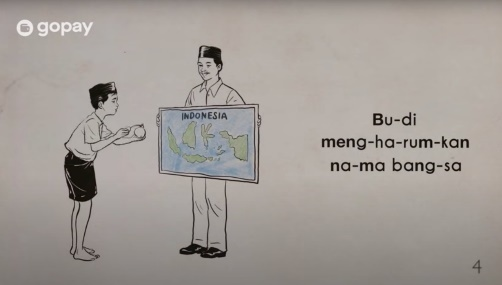 gopay
INDONESIA
Bu-di
meng-ha-rum-kan
na-ma bang-sa
4